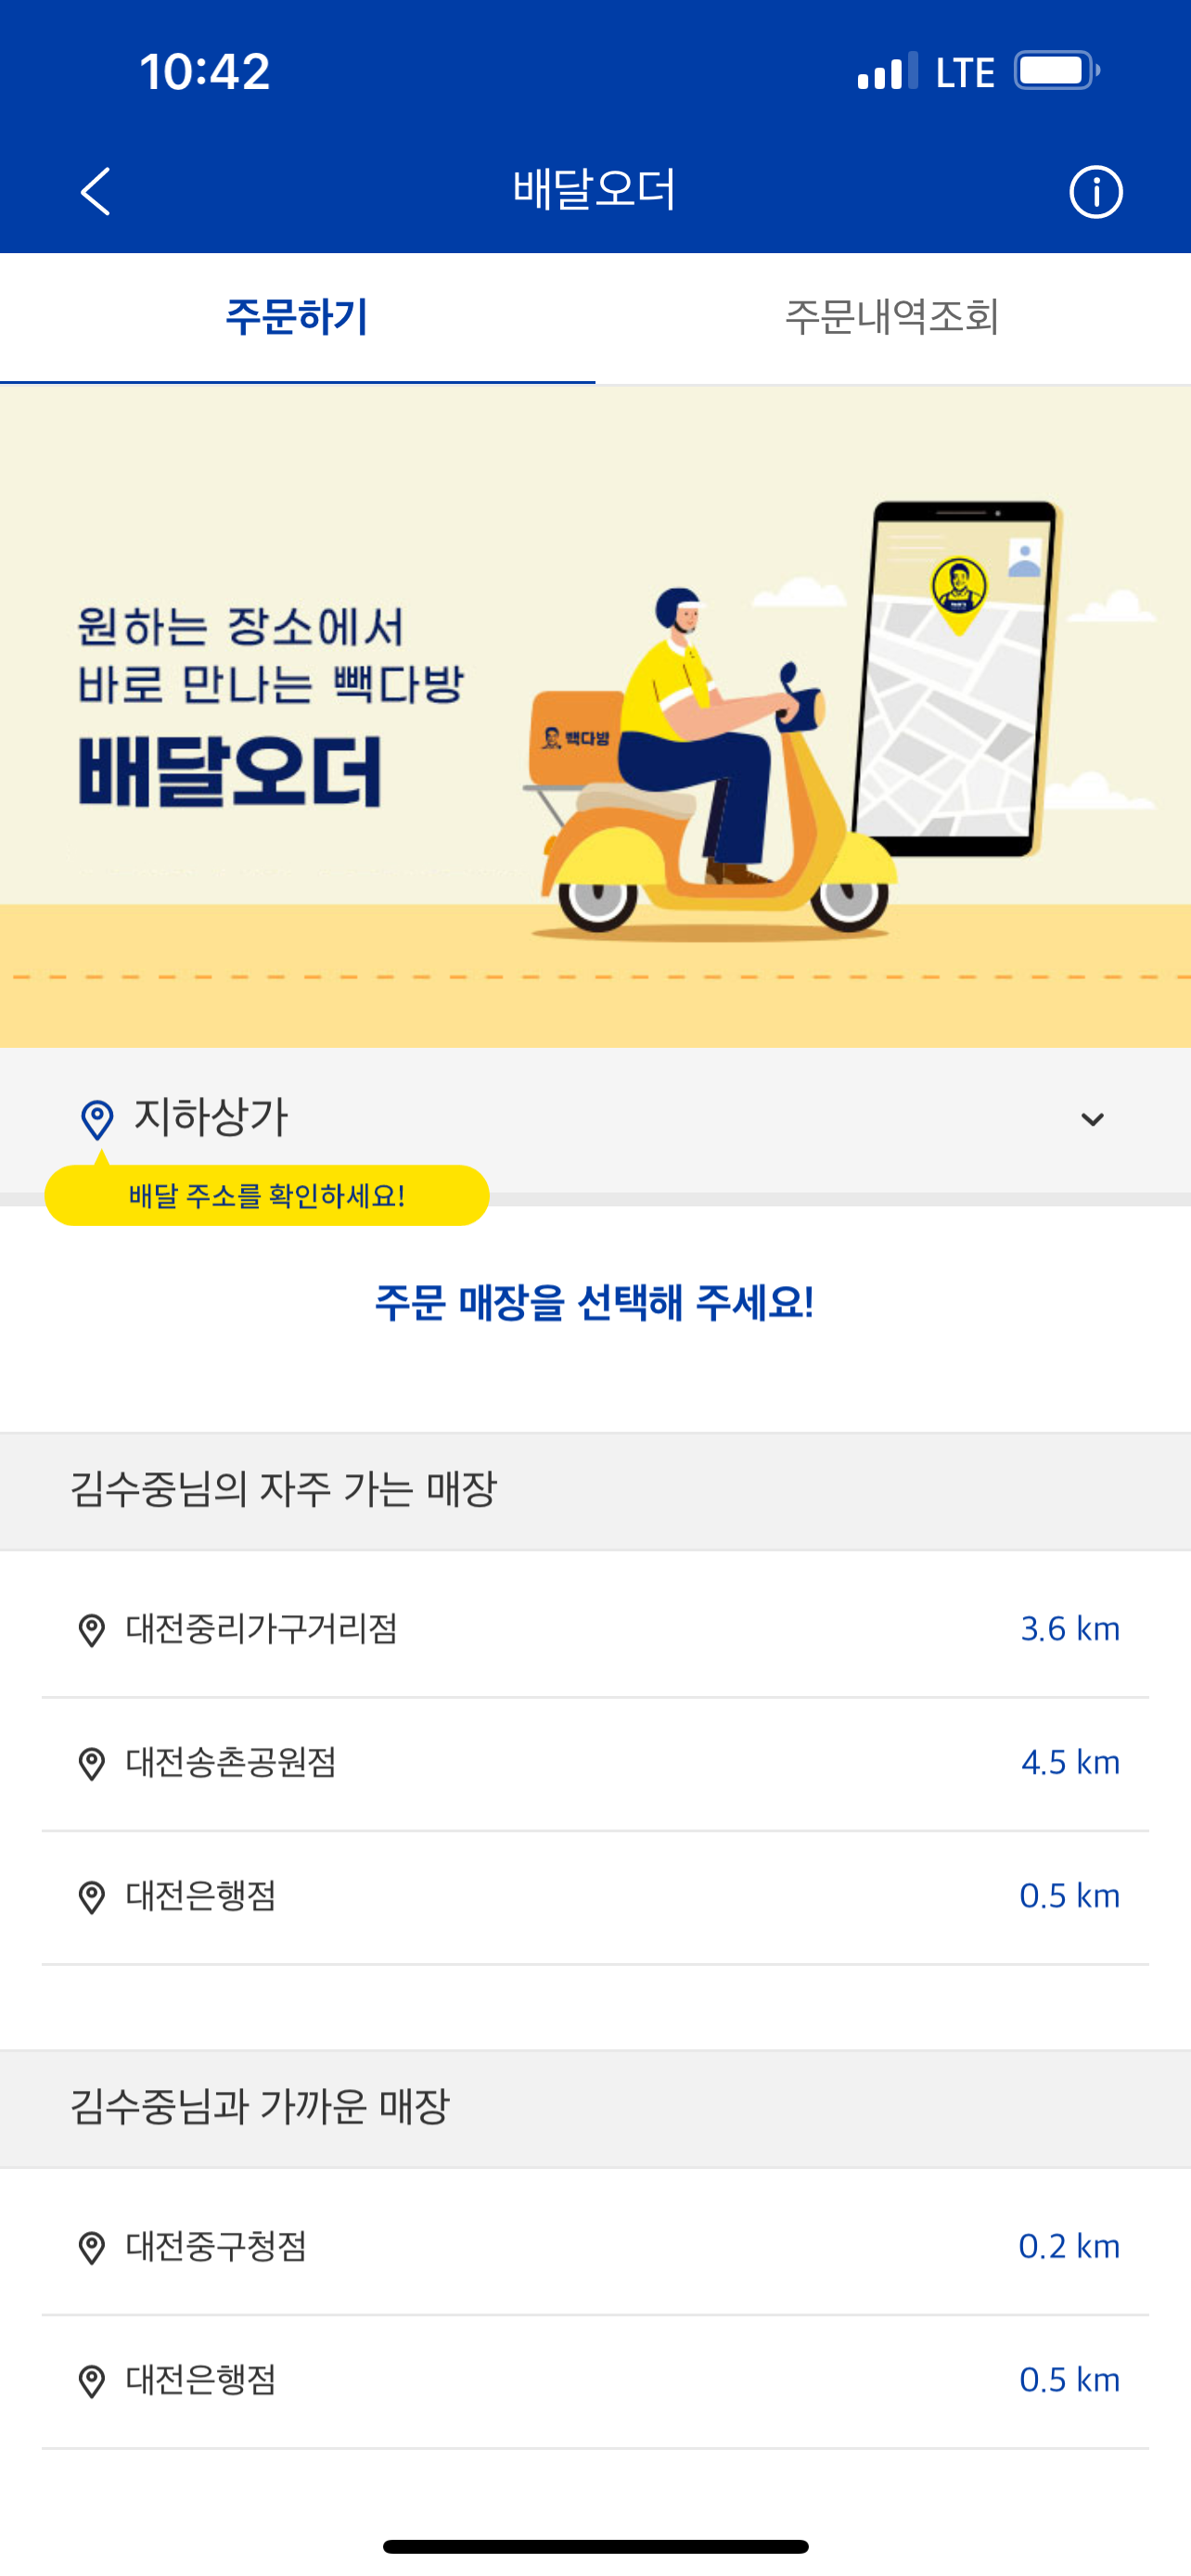 10:42
LTE
배달오더
주문하기
주문내역조회
원하는 장소에서
바로 만나는 빽다방
배달오더
빽다방
지하상가
배달 주소를 확인하세요!
주문 매장을 선택해 주세요!
김수중님의 자주 가는 매장
대전중리가구거리점 3.6 km
대전송촌공원점 4.5 km
대전은행점 0.5 km
김수중님과 가까운 매장
대전중구청점 0.2 km
대전은행점 0.5 km